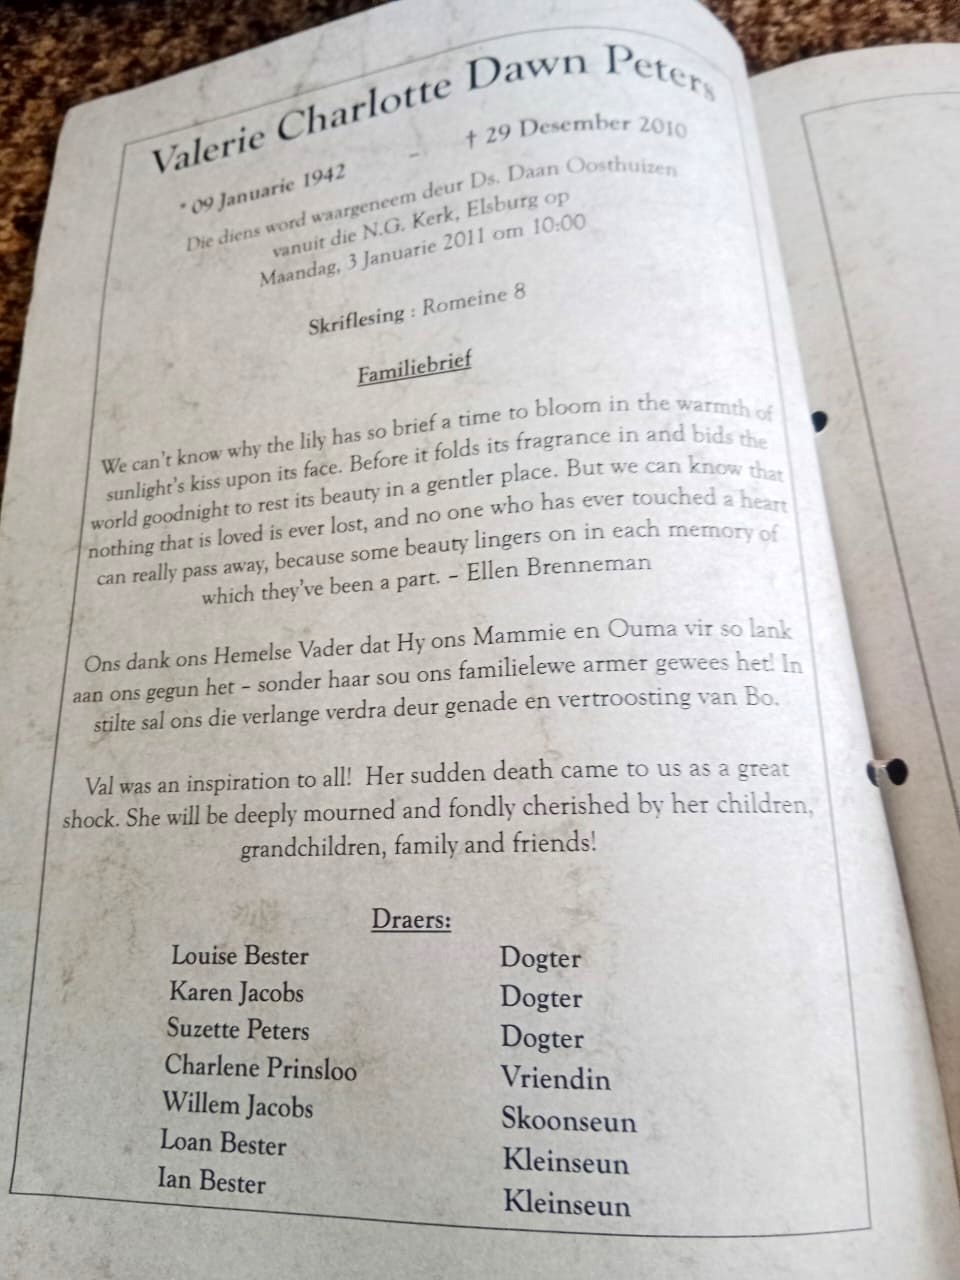 Valerie Charlotte Dawn Peters
* 09 Januarie 1942 - † 29 Desember 2010
Die diens word waargeneem deur Ds. Daan Oosthuizen
vanuit die N.G. Kerk, Elsburg op
Maandag, 3 Januarie 2011 om 10:00
Skriflesing : Romeine 8
Familiebrief
We can't know why the lily has so brief a time to bloom in the warmth of
sunlight's kiss upon its face. Before it folds its fragrance in and bids the
world goodnight to rest its beauty in a gentler place. But we can know that
nothing that is loved is ever lost, and no one who has ever touched a heart
can really pass away, because some beauty lingers on in each memory of
which they've been a part. – Ellen Brenneman
Ons dank ons Hemelse Vader dat Hy ons Mammie en Ouma vir so lank
aan ons gegun het – sonder haar sou ons familielewe armer gewees het! In
stilte sal ons die verlange verdra deur genade en vertroosting van Bo.
Val was an inspiration to all! Her sudden death came to us as a great
shock. She will be deeply mourned and fondly cherished by her children,
grandchildren, family and friends!
Draers:
Louise Bester Dogter
Karen Jacobs Dogter
Suzette Peters Dogter
Charlene Prinsloo Vriendin
Willem Jacobs Skoonseun
Loan Bester Kleinseun
Ian Bester Kleinseun